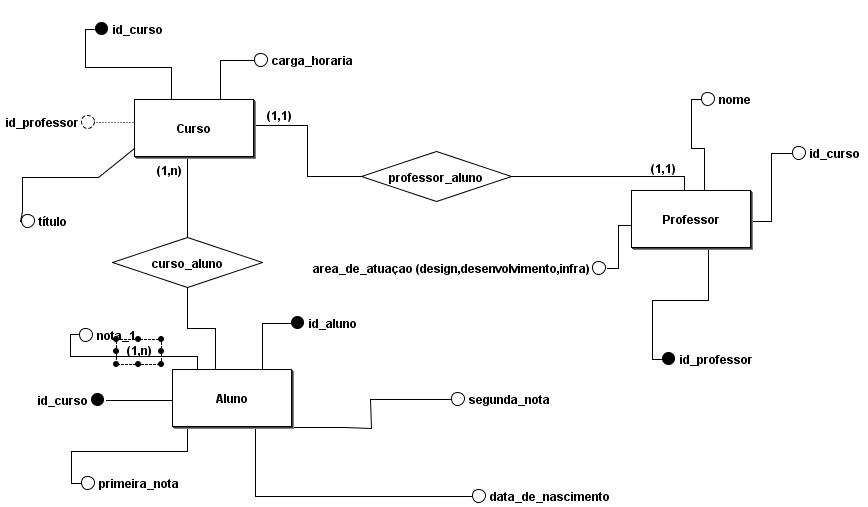 id_curso
carga_horaria
nome
id_professor
Curso
(1,1)
id_curso
(1,n)
professor_aluno
(1,1)
título
Professor
curso_aluno
area_de_atuaçao (design,desenvolvimento,infra)
id_aluno
nota_1
(1,n)
id_professor
id_curso
Aluno
segunda_nota
primeira_nota
data_de_nascimento